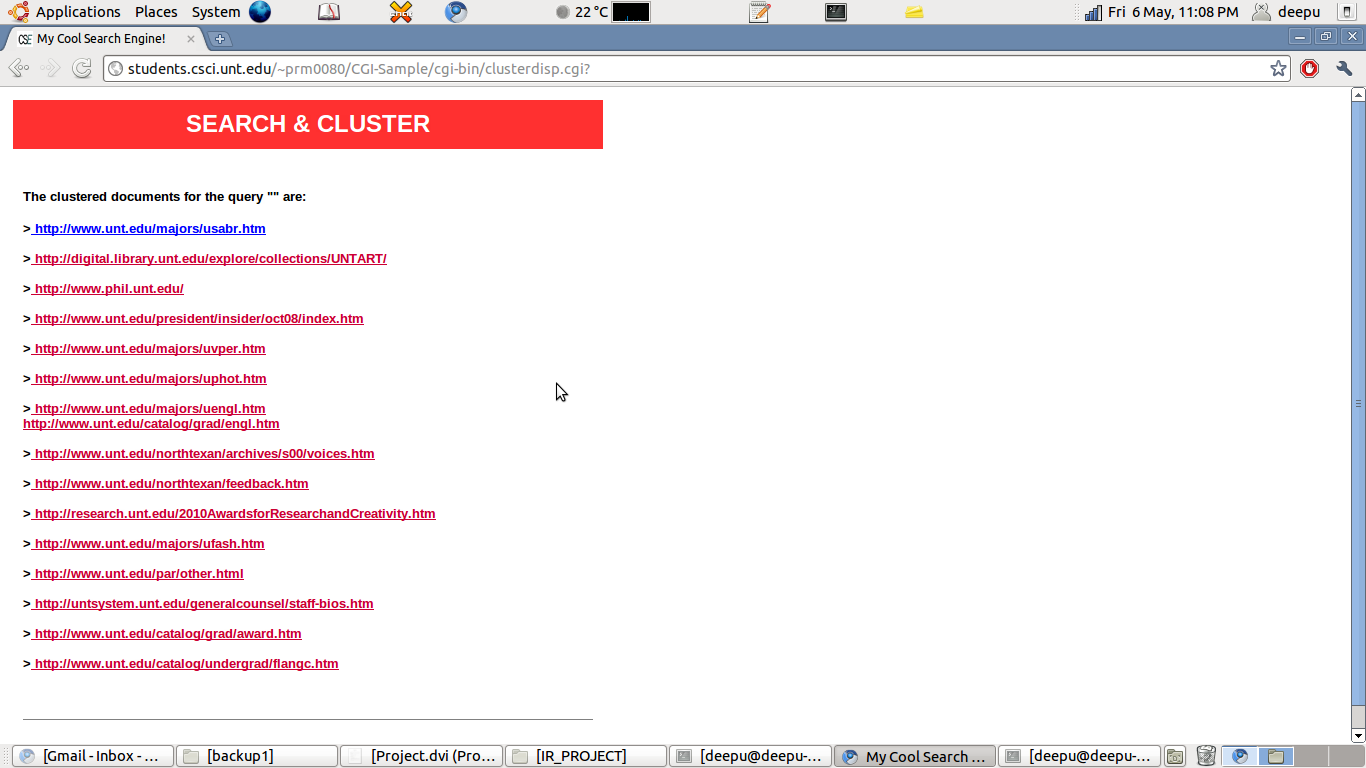 Applications Places System 22 °C Fri 6 May, 11:08 PM deepu
CSE My Cool Search Engine!
students.csci.unt.edu/~prm0080/CGI-Sample/cgi-bin/clusterdisp.cgi?
SEARCH & CLUSTER
The clustered documents for the query "" are:
> http://www.unt.edu/majors/usabr.htm
> http://digital.library.unt.edu/explore/collections/UNTART/
> http://www.phil.unt.edu/
> http://www.unt.edu/president/insider/oct08/index.htm
> http://www.unt.edu/majors/uvper.htm
> http://www.unt.edu/majors/uphot.htm
> http://www.unt.edu/majors/uengl.htm
http://www.unt.edu/catalog/grad/engl.htm
> http://www.unt.edu/northtexan/archives/s00/voices.htm
> http://www.unt.edu/northtexan/feedback.htm
> http://research.unt.edu/2010AwardsforResearchandCreativity.htm
> http://www.unt.edu/majors/ufash.htm
> http://www.unt.edu/par/other.html
> http://untsystem.unt.edu/generalcounsel/staff-bios.htm
> http://www.unt.edu/catalog/grad/award.htm
> http://www.unt.edu/catalog/undergrad/flangc.htm
[Gmail - Inbox - ... [backup1] [Project.dvi (Pro... [IR_PROJECT] [deepu@deepu-... My Cool Search ... [deepu@deepu-...